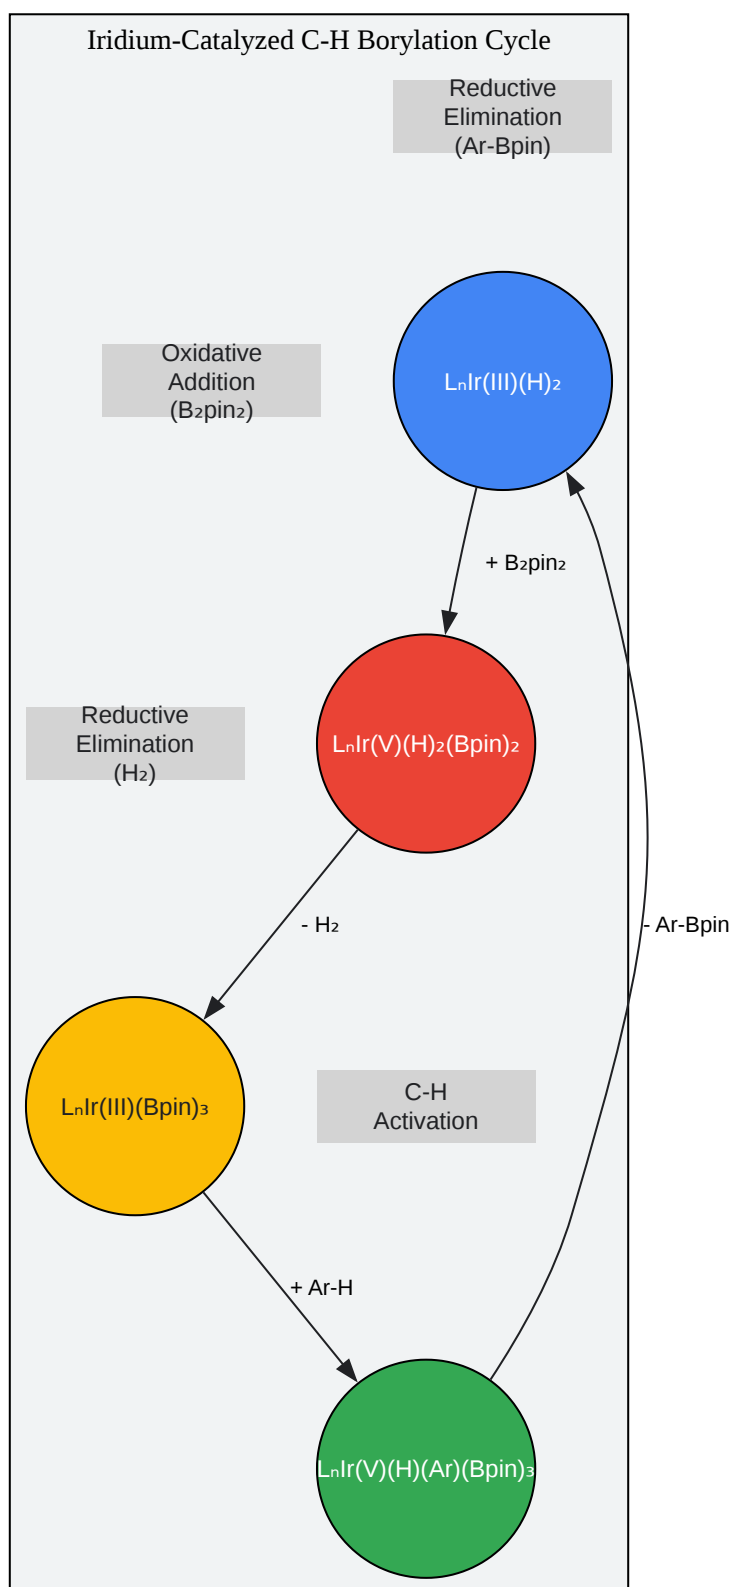 Iridium-Catalyzed C-H Borylation Cycle
Reductive
Elimination
(Ar-Bpin)
Oxidative
Addition
(B₂pin₂)
LₙIr(III)(H)₂
+ B₂pin₂
Reductive
Elimination
(H₂)
LₙIr(V)(H)₂(Bpin)₂
- H₂
- Ar-Bpin
LₙIr(III)(Bpin)₃
C-H
Activation
+ Ar-H
LₙIr(V)(H)(Ar)(Bpin)₃